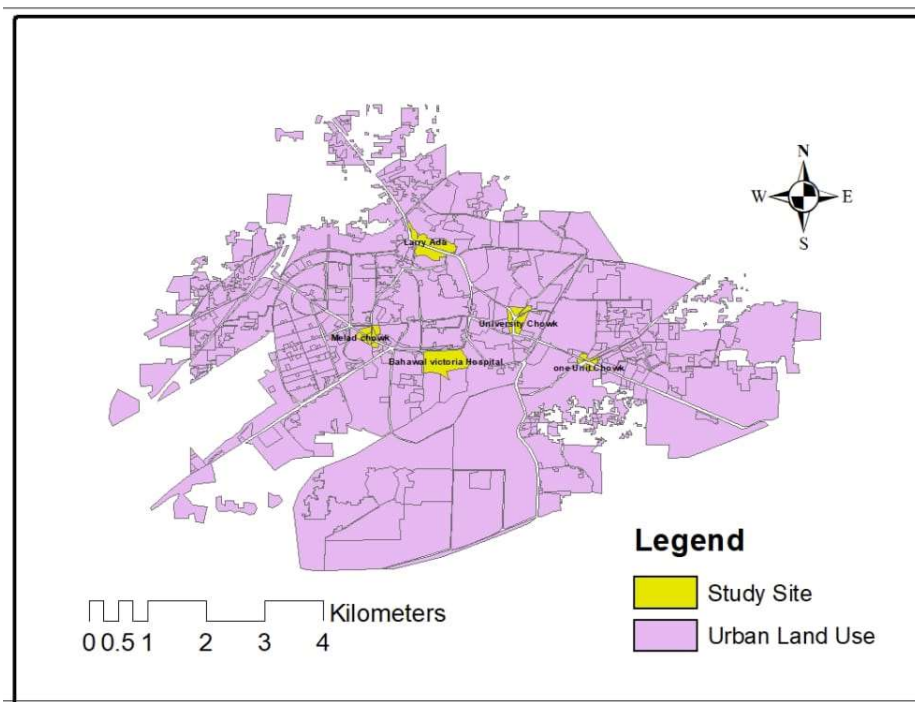 N
W E
S
Larry Ada
University Chowk
Melad chowk
Bahawal victoria Hospital
one Unit Chowk
Legend
Study Site
Urban Land Use
Kilometers
0 0.5 1 2 3 4